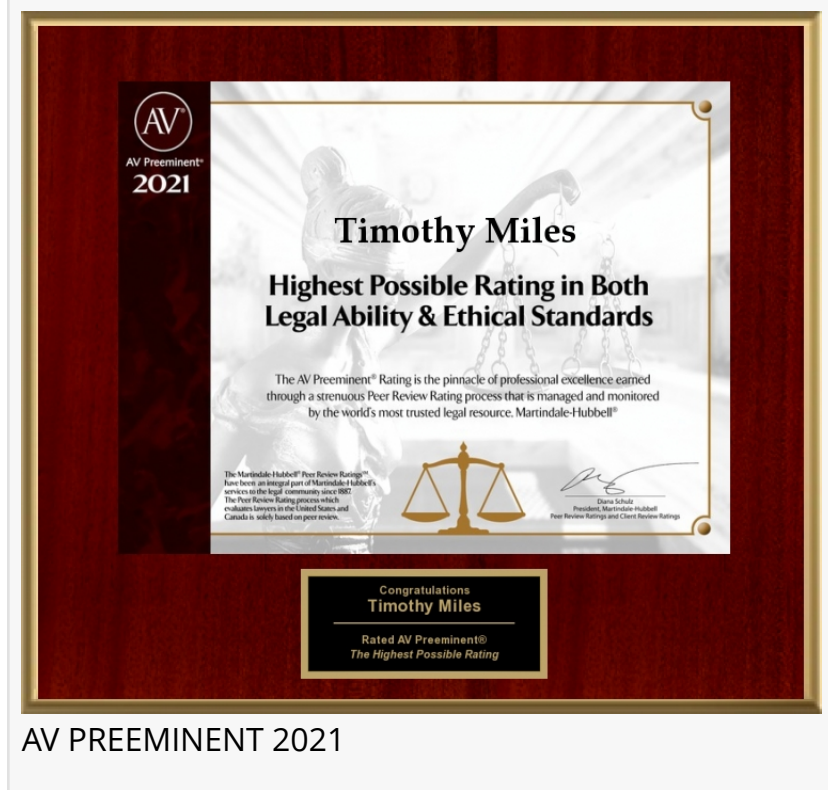 AV®
AV Preeminent®
2021
Timothy Miles
Highest Possible Rating in Both
Legal Ability & Ethical Standards
The AV Preeminent® Rating is the pinnacle of professional excellence earned
through a strenuous Peer Review Rating process that is managed and monitored
by the world's most trusted legal resource. Martindale-Hubbell®
The Martindale-Hubbell® Peer Review Ratings™
have been an integral part of Martindale-Hubbell's
services to the legal community since 1887.
The Peer Review Rating process which
evaluates lawyers in the United States and
Canada is solely based on peer review.
Diana Schulz
President, Martindale-Hubbell
Peer Review Ratings and Client Review Ratings
Congratulations
Timothy Miles
Rated AV Preeminent®
The Highest Possible Rating
AV PREEMINENT 2021